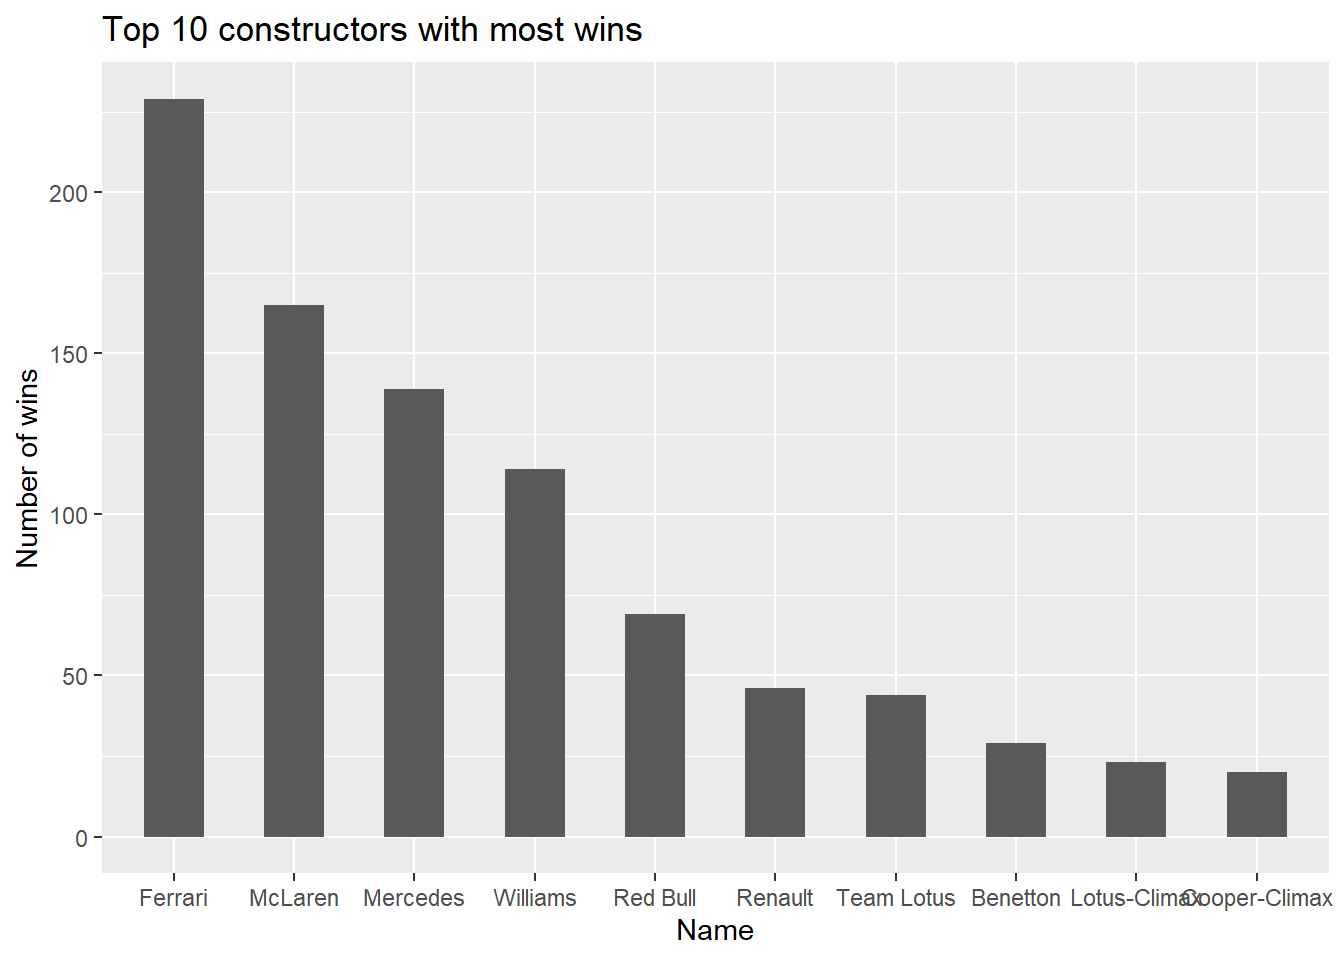 Top 10 constructors with most wins
Number of wins
200
150
100
50
0
Ferrari McLaren Mercedes Williams Red Bull Renault Team Lotus Benetton Lotus-Climax Cooper-Climax
Name